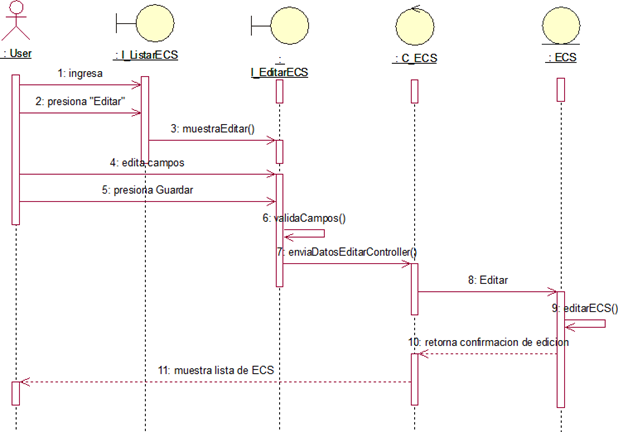 : User
: I_ListarECS
:
I_EditarECS
: C_ECS
: ECS
1: ingresa
2: presiona "Editar"
3: muestraEditar()
4: edita campos
5: presiona Guardar
6: validaCampos()
7: enviaDatosEditarController()
8: Editar
9: editarECS()
10: retorna confirmacion de edicion
11: muestra lista de ECS